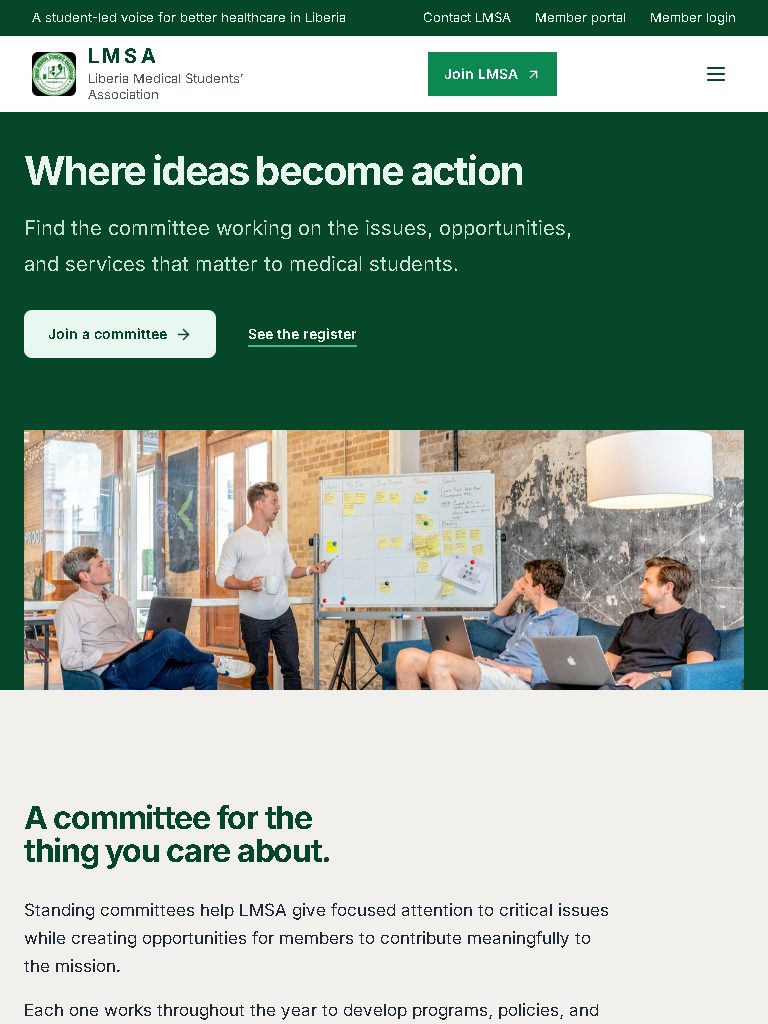 A student-led voice for better healthcare in Liberia
Contact LMSA
Member portal
Member login
LMSA
Liberia Medical Students'
Association
Join LMSA
Where ideas become action
Find the committee working on the issues, opportunities,
and services that matter to medical students.
Join a committee
See the register
A committee for the
thing you care about.
Standing committees help LMSA give focused attention to critical issues
while creating opportunities for members to contribute meaningfully to
the mission.
Each one works throughout the year to develop programs, policies, and